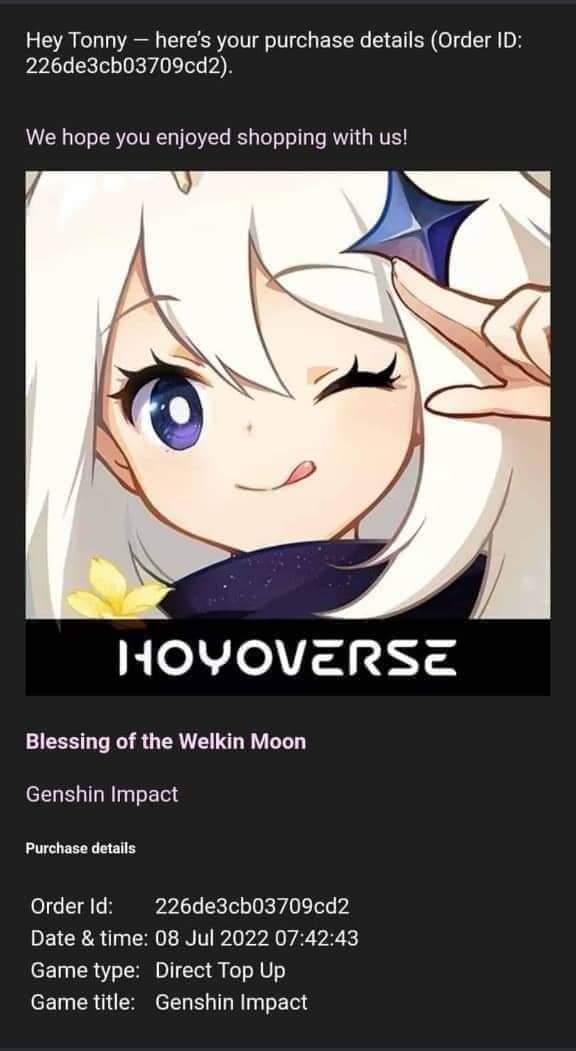 Hey Tonny — here's your purchase details (Order ID:
226de3cb03709cd2).
We hope you enjoyed shopping with us!
HOYOVERSE
Blessing of the Welkin Moon
Genshin Impact
Purchase details
Order Id: 226de3cb03709cd2
Date & time: 08 Jul 2022 07:42:43
Game type: Direct Top Up
Game title: Genshin Impact